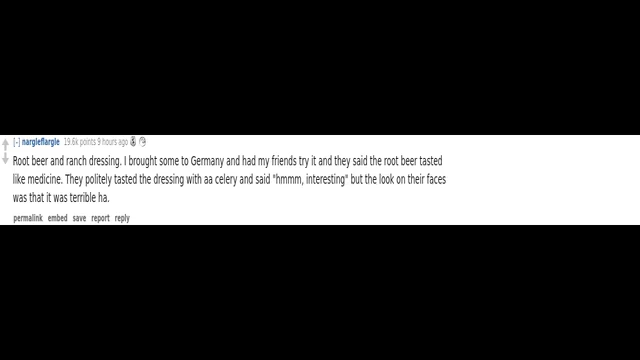 [-] nargleflargle 19.6k points 9 hours ago
Root beer and ranch dressing. I brought some to Germany and had my friends try it and they said the root beer tasted
like medicine. They politely tasted the dressing with aa celery and said "hmmm, interesting" but the look on their faces
was that it was terrible ha.
permalink embed save report reply